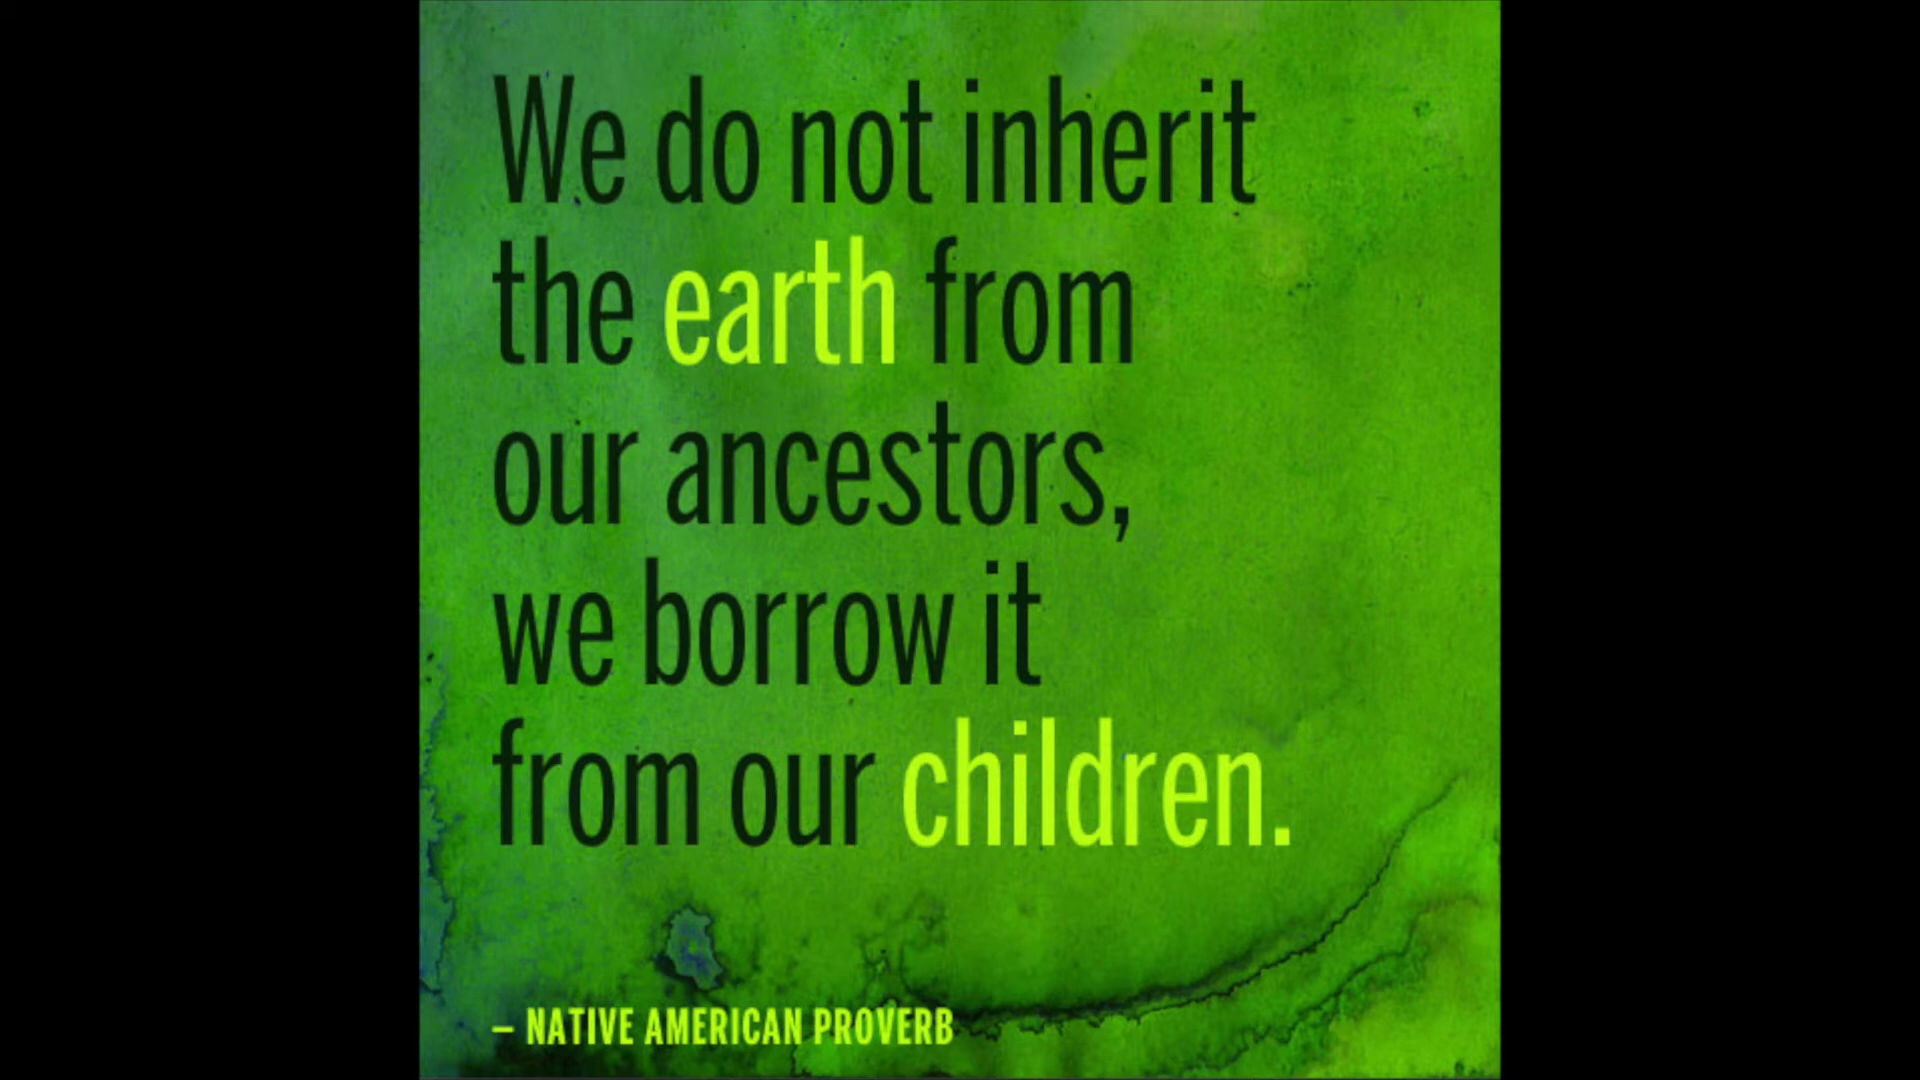 We do not inherit
the earth from
our ancestors,
we borrow it
from our children.
– NATIVE AMERICAN PROVERB